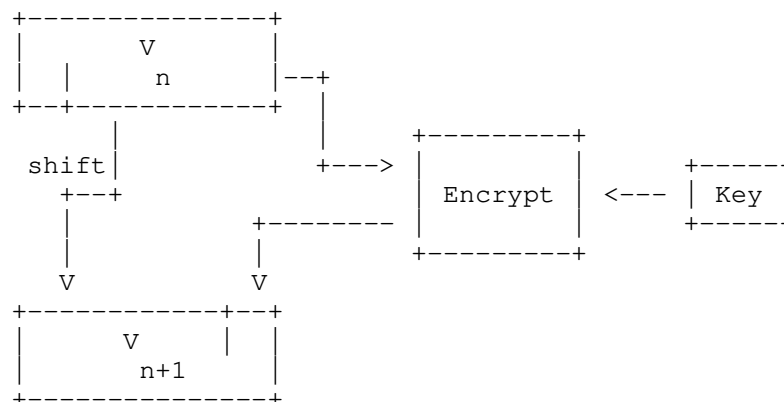 V
n
shift
Encrypt <--- Key
V V
V
n+1